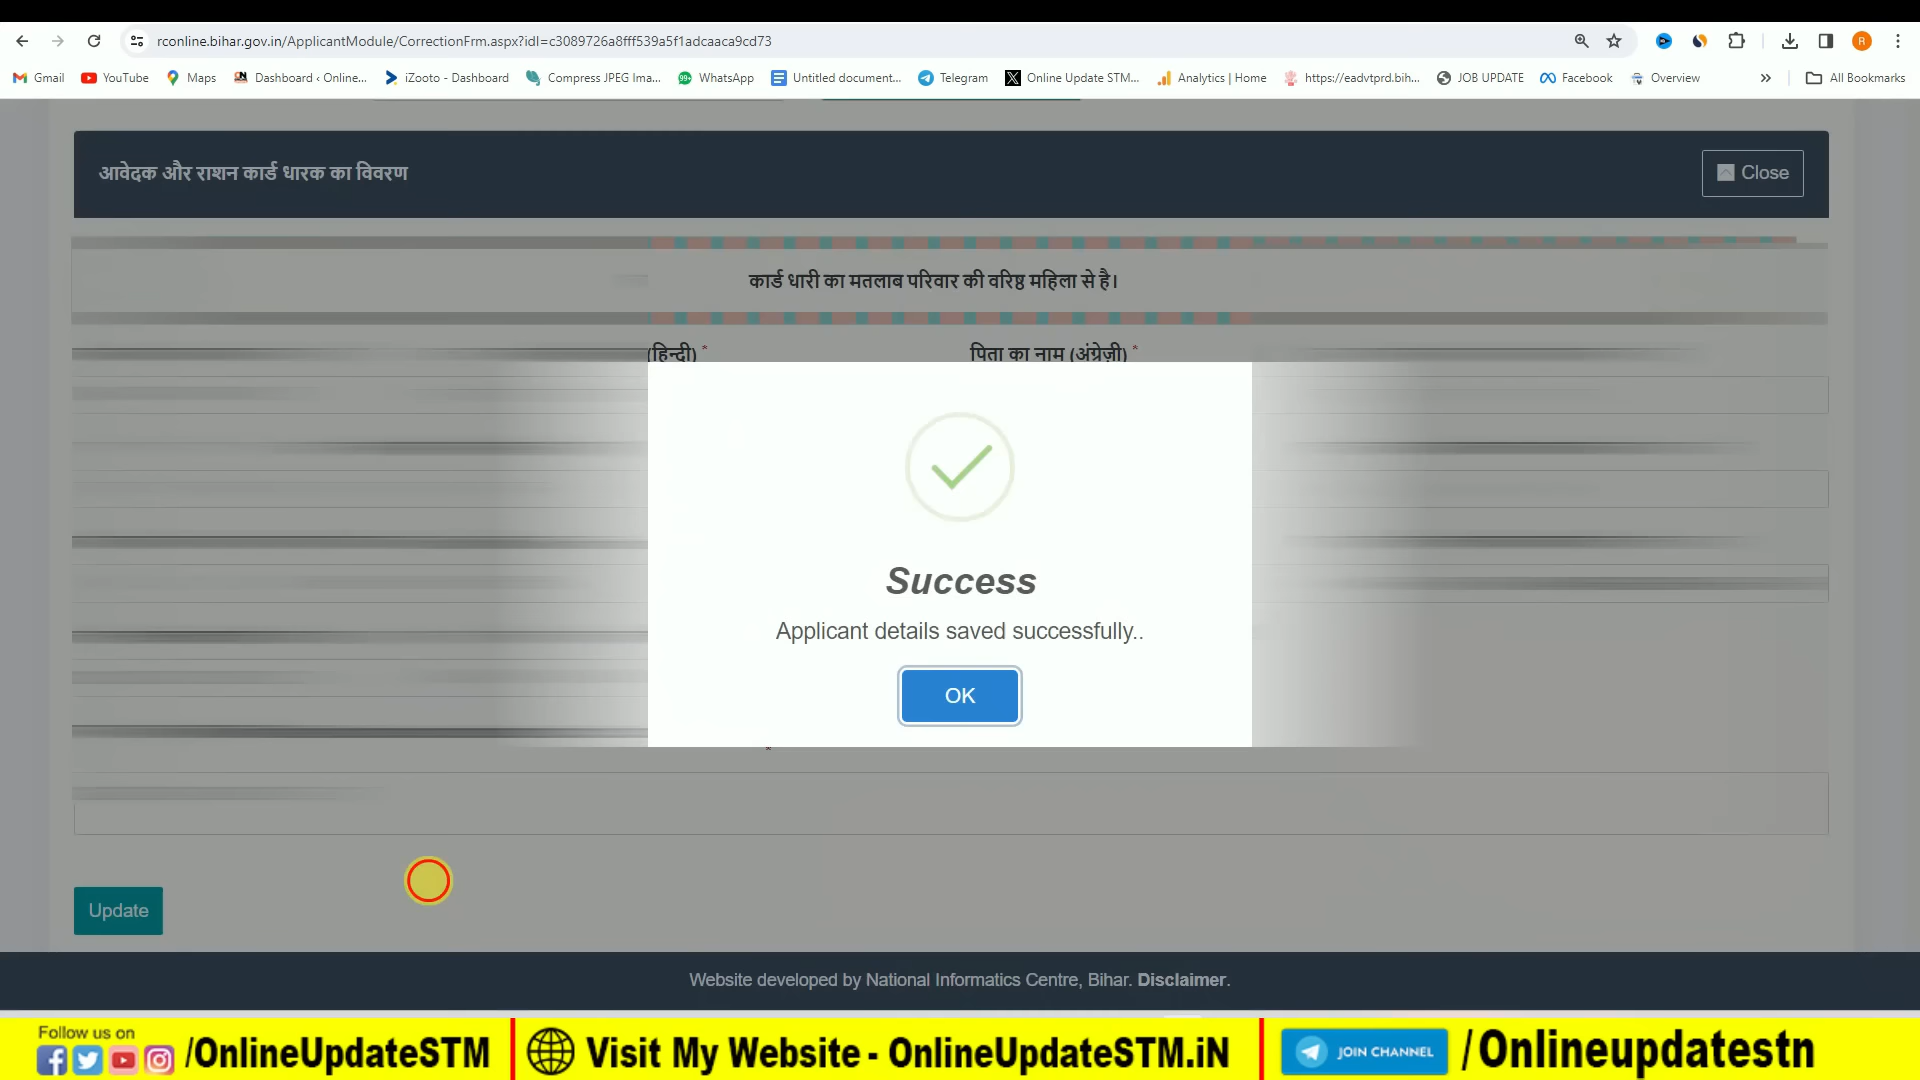 rconline.bihar.gov.in/ApplicantModule/CorrectionFrm.aspx?idI=c3089726a8fff539a5f1adcaaca9cd73
R
Gmail YouTube Maps Dashboard ‹ Online... iZooto - Dashboard Compress JPEG Ima... 99+ WhatsApp Untitled document... Telegram X Online Update STM... Analytics | Home https://eadvtprd.bih... JOB UPDATE Facebook Overview » All Bookmarks
आवेदक और राशन कार्ड धारक का विवरण
Close
कार्ड धारी का मतलाब परिवार की वरिष्ठ महिला से है।
(हिन्दी) * पिता का नाम (अंग्रेज़ी) *
Success
Applicant details saved successfully..
OK
*
Update
Website developed by National Informatics Centre, Bihar. Disclaimer.
Follow us on
/OnlineUpdateSTM
Visit My Website - OnlineUpdateSTM.iN
JOIN CHANNEL
/Onlineupdatestn